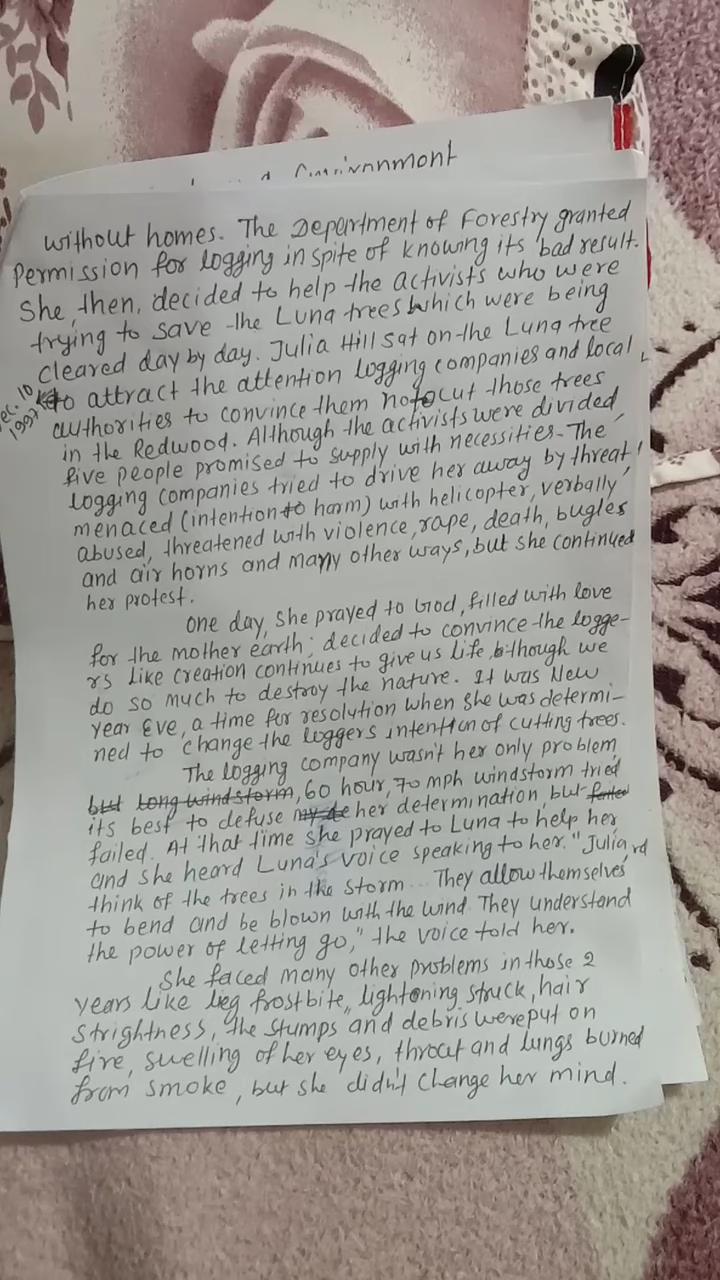 Environment
without homes. The Department of Forestry granted
Permission for logging in spite of knowing its bad result.
She, then, decided to help the activists who were
trying to save the Luna trees which were being
cleared day by day. Julia Hill sat on the Luna tree
Dec. 10 1997 to attract the attention logging companies and local
authorities to convince them not to cut those trees
in the Redwood. Although the activists were divided,
five people promised to supply with necessities. The
logging companies tried to drive her away by threat,
menaced (intention to harm) with helicopter, verbally
abused, threatened with violence, rape, death, bugles
and air horns and many other ways, but she continued
her protest.
One day, she prayed to God, filled with love
for the mother earth; decided to convince the logge-
rs like creation continues to give us life, though we
do so much to destroy the nature. It was New
year Eve, a time for resolution when she was determi-
ned to change the loggers intention of cutting trees.
The logging company wasn't her only problem,
but long windstorm, 60 hour, 70 mph windstorm tried
its best to defuse her determination, but failed
failed. At that time she prayed to Luna to help her
and she heard Luna's voice speaking to her. "Julia,
think of the trees in the storm... They allow themselves
to bend and be blown with the wind. They understand
the power of letting go," the voice told her.
She faced many other problems in those 2
years like leg frostbite, lightening struck, hair
strightness, the stumps and debris were put on
fire, swelling of her eyes, throat and lungs burned
from smoke, but she didn't change her mind.